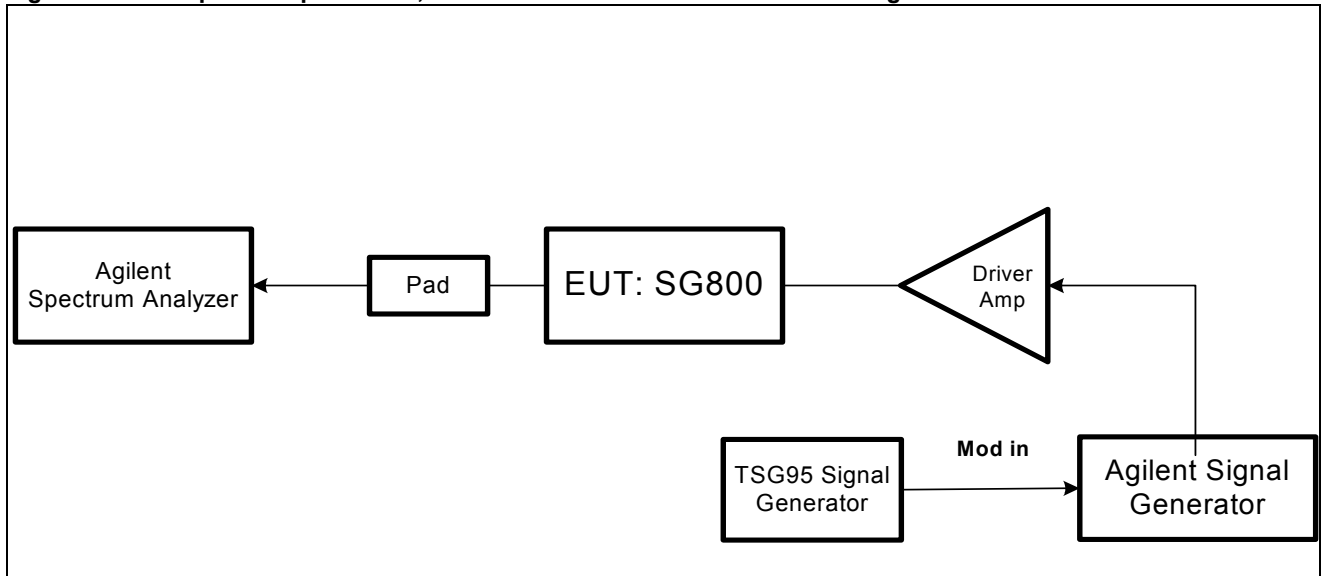 Agilent
Spectrum Analyzer
Pad
EUT: SG800
Driver
Amp
TSG95 Signal
Generator
Mod in
Agilent Signal
Generator